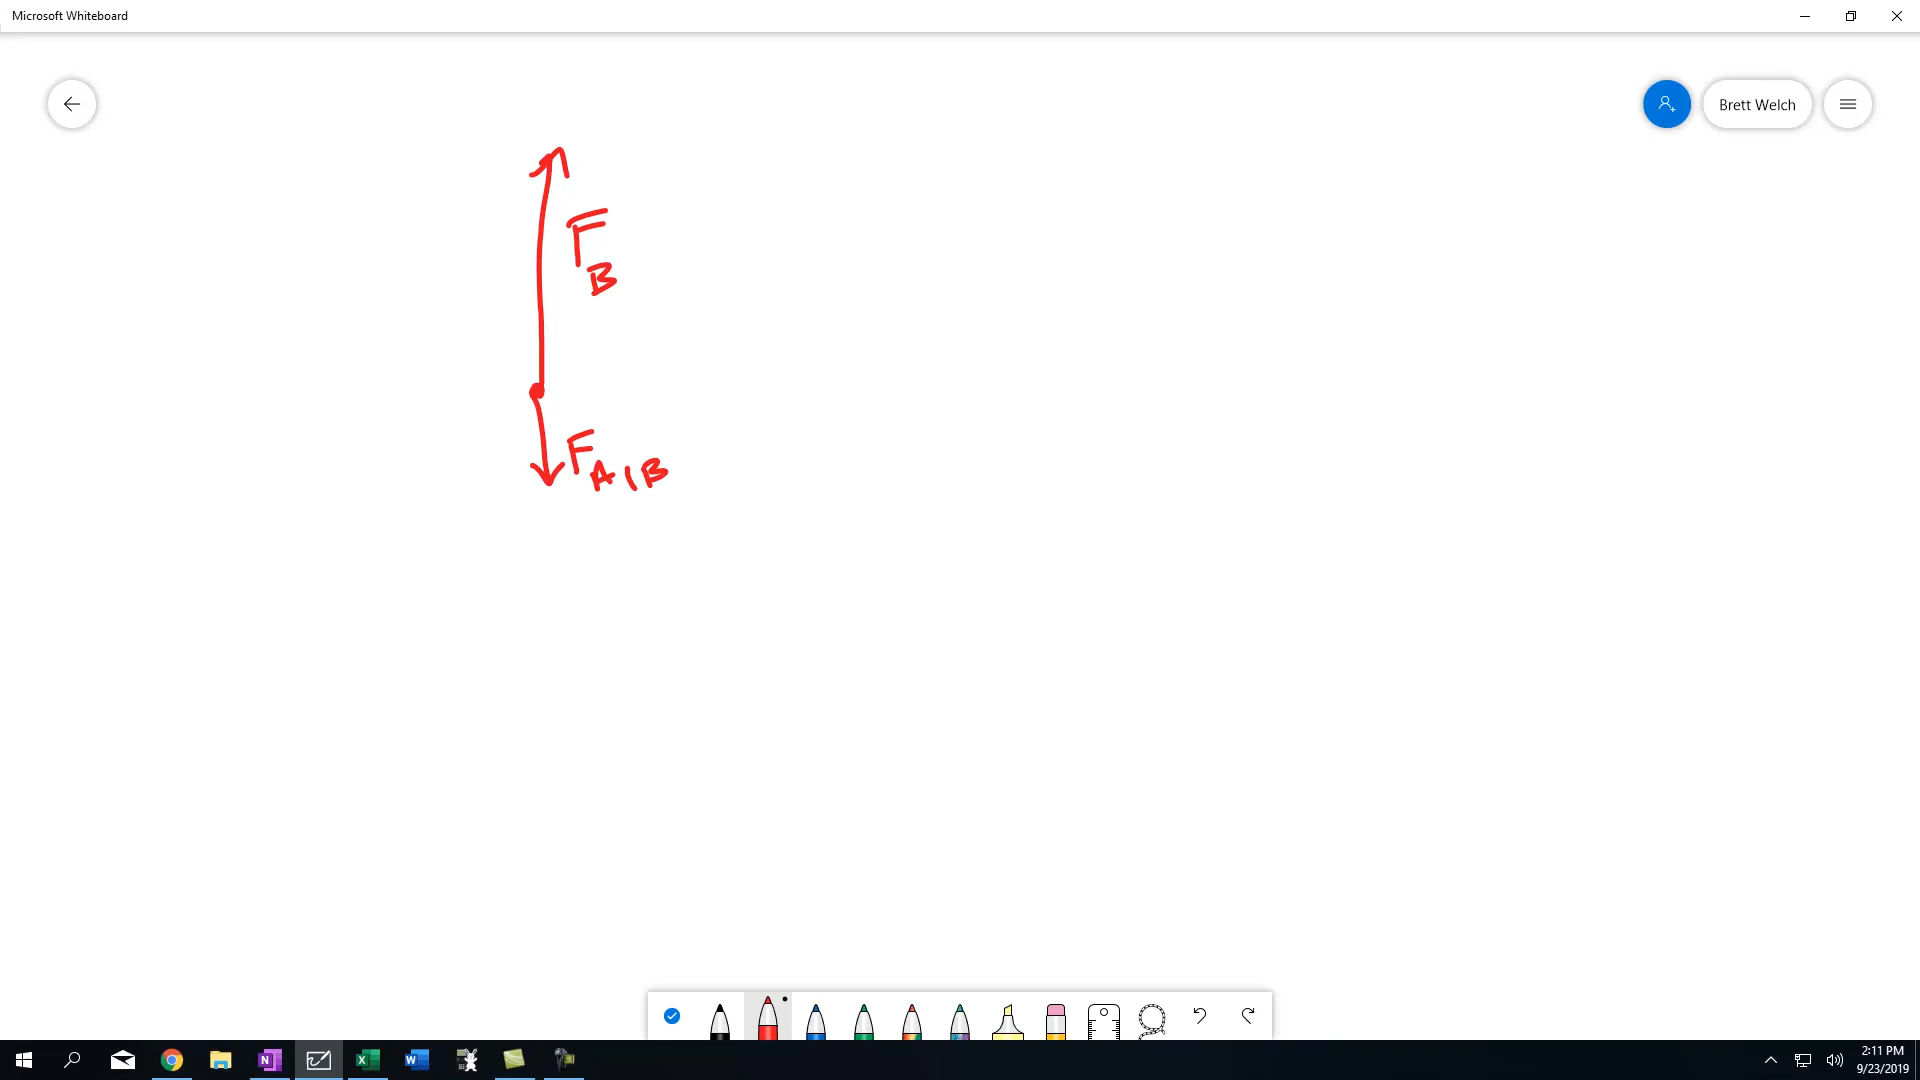 Microsoft Whiteboard
Brett Welch
F
B
F A,B
2:11 PM
9/23/2019